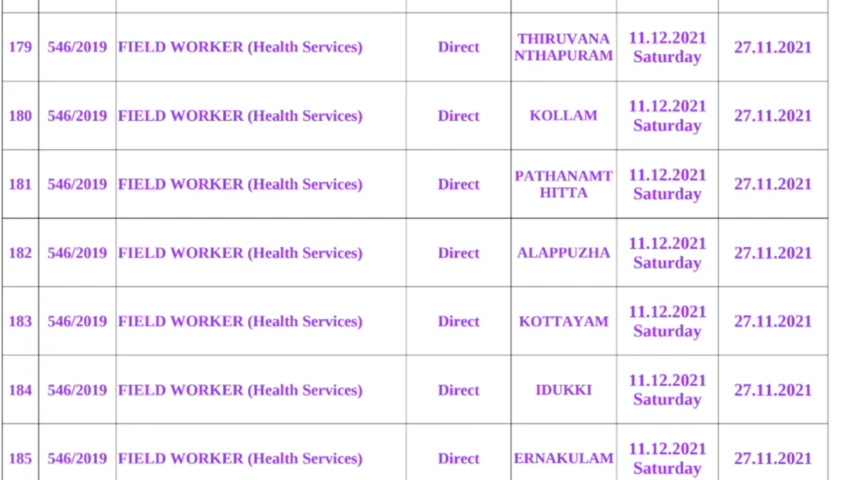 179 546/2019 FIELD WORKER (Health Services) Direct THIRUVANA NTHAPURAM 11.12.2021 Saturday 27.11.2021
180 546/2019 FIELD WORKER (Health Services) Direct KOLLAM 11.12.2021 Saturday 27.11.2021
181 546/2019 FIELD WORKER (Health Services) Direct PATHANAMT HITTA 11.12.2021 Saturday 27.11.2021
182 546/2019 FIELD WORKER (Health Services) Direct ALAPPUZHA 11.12.2021 Saturday 27.11.2021
183 546/2019 FIELD WORKER (Health Services) Direct KOTTAYAM 11.12.2021 Saturday 27.11.2021
184 546/2019 FIELD WORKER (Health Services) Direct IDUKKI 11.12.2021 Saturday 27.11.2021
185 546/2019 FIELD WORKER (Health Services) Direct ERNAKULAM 11.12.2021 Saturday 27.11.2021